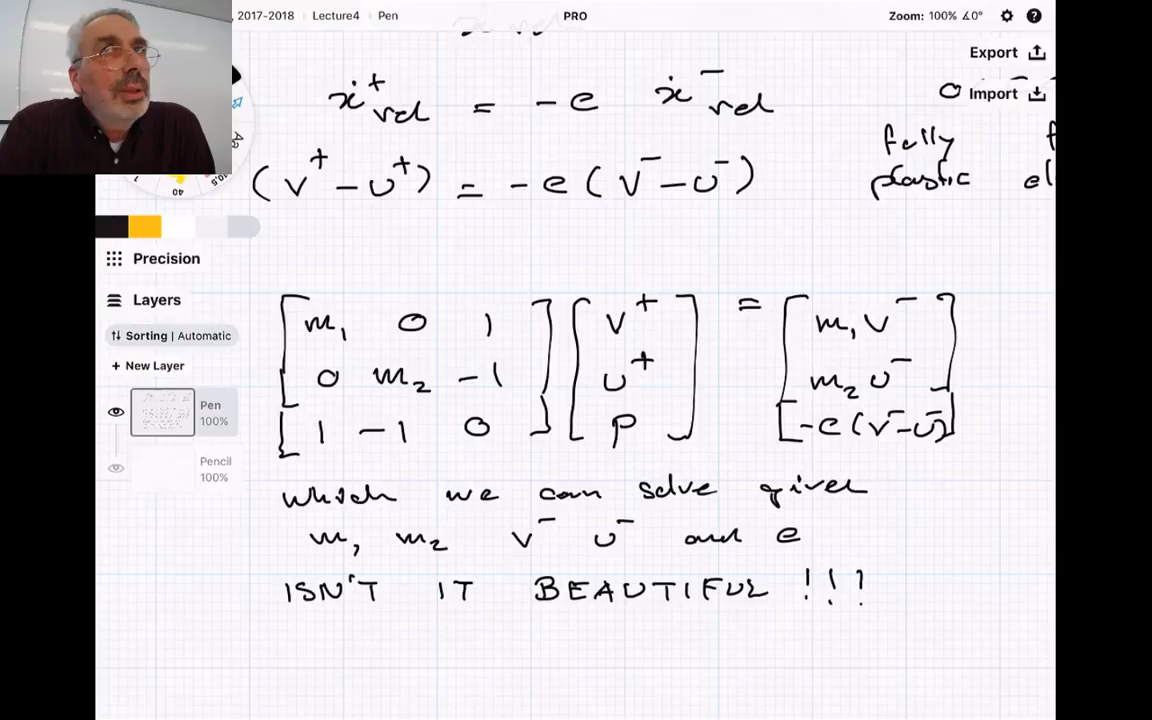 2017-2018 Lecture4 Pen PRO Zoom: 100% ∡0°
Export
Import
ẋ⁺rel = -e ẋ⁻rel
fully
plastic el
(v⁺ - u⁺) = -e (v⁻ - u⁻)
40
Precision
Layers
Sorting | Automatic
+ New Layer
Pen
100%
Pencil
100%
[m₁ 0 1] [v⁺] = [m₁v⁻]
[0 m₂ -1] [u⁺] [m₂u⁻]
[1 -1 0] [p] [-e(v⁻-u⁻)]
which we can solve given
m, m₂ v⁻ u⁻ and e
ISN'T IT BEAUTIFUL !!!